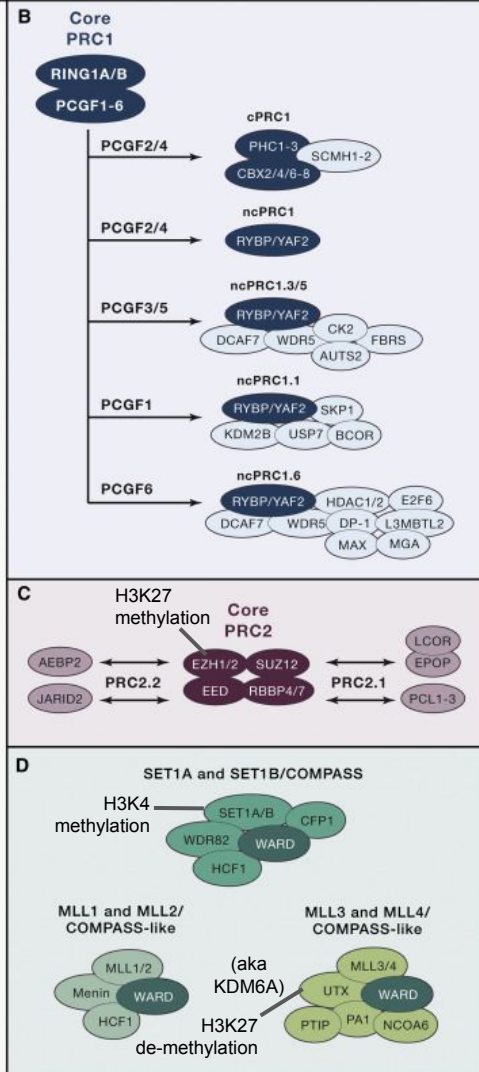 B
Core
PRC1
RING1A/B
PCGF1-6
PCGF2/4
cPRC1
PHC1-3
SCMH1-2
CBX2/4/6-8
PCGF2/4
ncPRC1
RYBP/YAF2
PCGF3/5
ncPRC1.3/5
RYBP/YAF2
CK2
DCAF7
WDR5
FBRS
AUTS2
PCGF1
ncPRC1.1
RYBP/YAF2
SKP1
KDM2B
USP7
BCOR
PCGF6
ncPRC1.6
RYBP/YAF2
HDAC1/2
E2F6
DCAF7
WDR5
DP-1
L3MBTL2
MAX
MGA
C
H3K27
methylation
Core
PRC2
AEBP2
JARID2
PRC2.2
EZH1/2
SUZ12
EED
RBBP4/7
PRC2.1
LCOR
EPOP
PCL1-3
D
SET1A and SET1B/COMPASS
H3K4
methylation
SET1A/B
CFP1
WDR82
WARD
HCF1
MLL1 and MLL2/
COMPASS-like
MLL1/2
Menin
WARD
HCF1
MLL3 and MLL4/
COMPASS-like
(aka
KDM6A)
MLL3/4
UTX
WARD
PTIP
PA1
NCOA6
H3K27
de-methylation